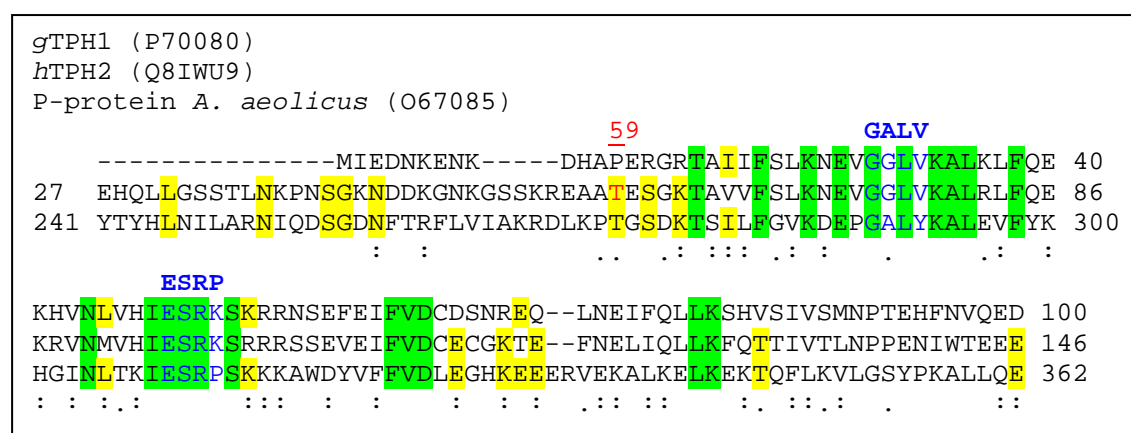 gTPH1 (P70080)
hTPH2 (Q8IWU9)
P-protein A. aeolicus (O67085)
59 GALV
---------------MIEDNKENK-----DHAPERGRTAIIFSLKNEVGGLVKALKLFQE 40
27 EHQLLGSSTLNKPNSGKNDDKGNKGSSKREAATESGKTAVVFSLKNEVGGLVKALRLFQE 86
241 YTYHLNILARNIQDSGDNFTRFLVIAKRDLKPTGSDKTSILFGVKDEPGALYKALEVFYK 300
: : .. .: ::: .: : . .: :
ESRP
KHVNLVHIESRKSKRRNSEFEIFVDCDSNREQ--LNEIFQLLKSHVSIVSMNPTEHFNVQED 100
KRVNMVHIESRKSRRRSSEVEIFVDCECGKTE--FNELIQLLKFQTTIVTLNPPENIWTEEE 146
HGINLTKIESRPSKKKAWDYVFFVDLEGHKEEERVEKALKELKEKTQFLKVLGSYPKALLQE 362
: : :.: ::: : : : : : .:: :: :. ::.: . ::